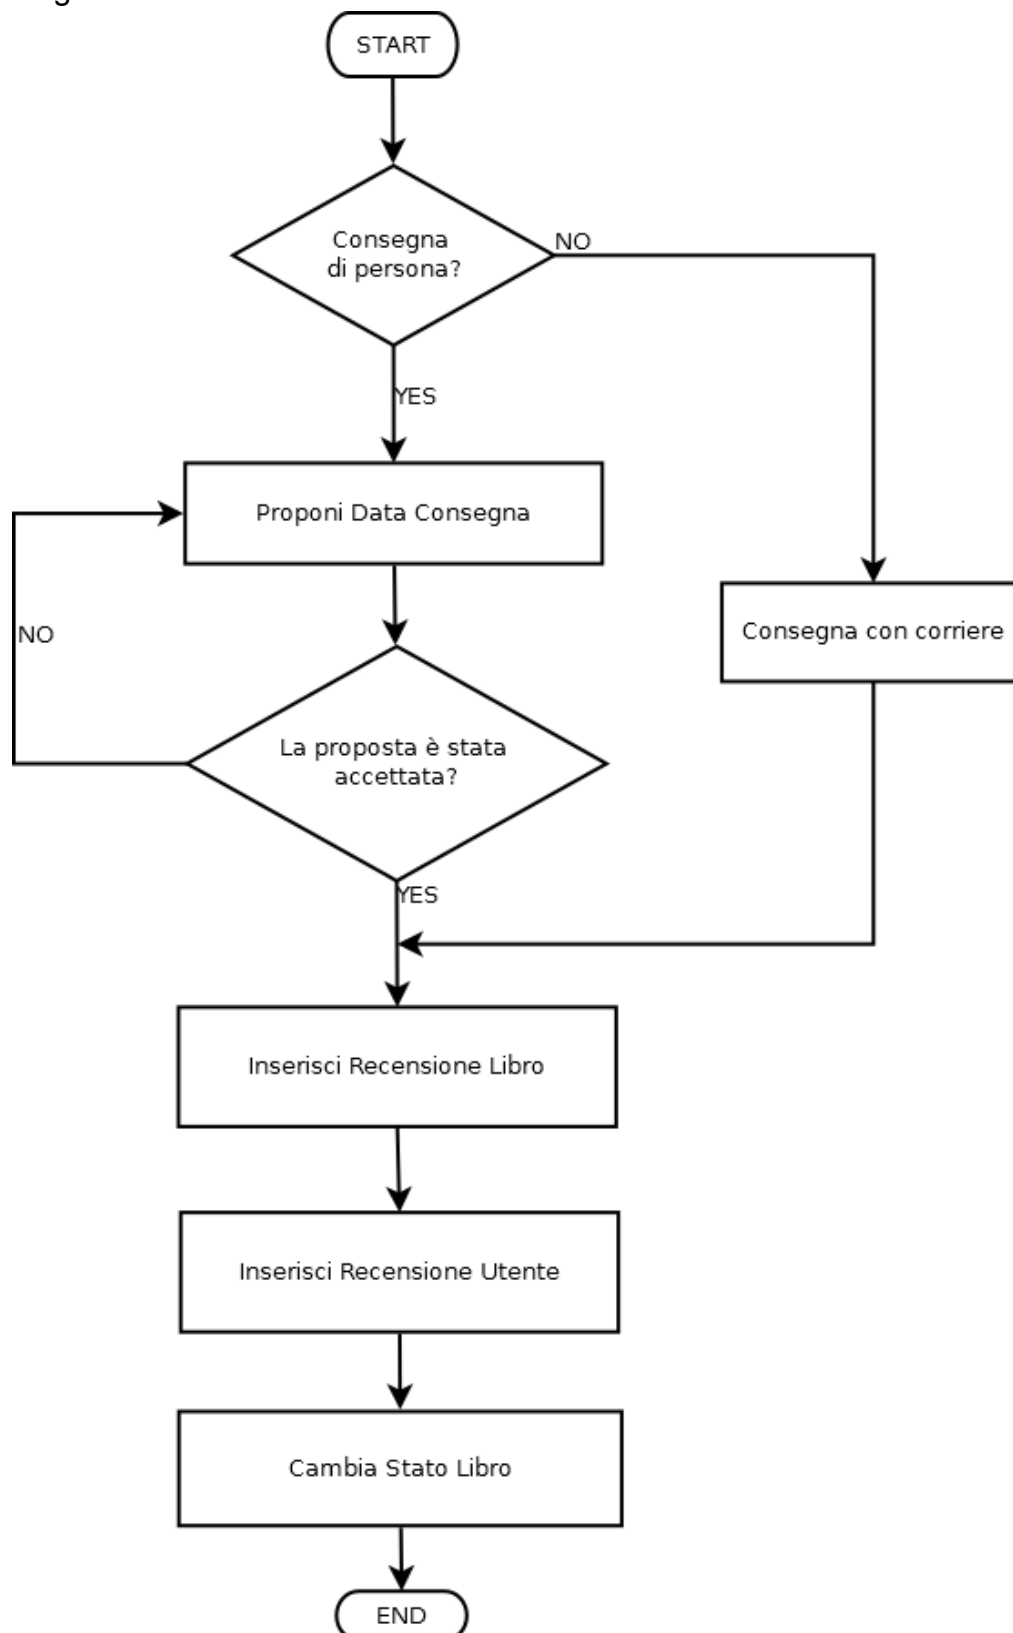 START
Consegna
di persona?
NO
YES
Proponi Data Consegna
NO
Consegna con corriere
La proposta è stata
accettata?
YES
Inserisci Recensione Libro
Inserisci Recensione Utente
Cambia Stato Libro
END